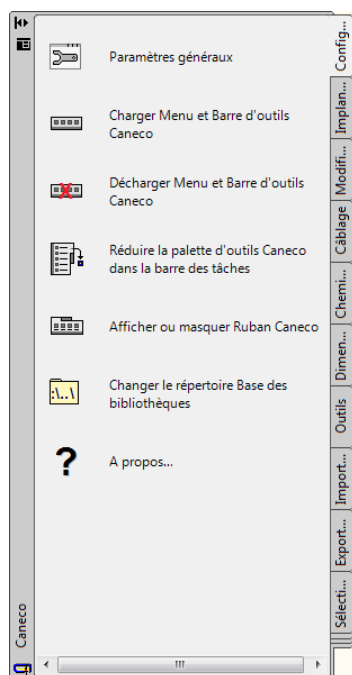 Paramètres généraux
Charger Menu et Barre d'outils
Caneco
Décharger Menu et Barre d'outils
Caneco
Réduire la palette d'outils Caneco
dans la barre des tâches
Afficher ou masquer Ruban Caneco
:\..\
Changer le répertoire Base des
bibliothèques
?
A propos...
Caneco
Config...
Implan...
Modifi...
Câblage
Chemi...
Dimen...
Outils
Import...
Export...
Sélecti...